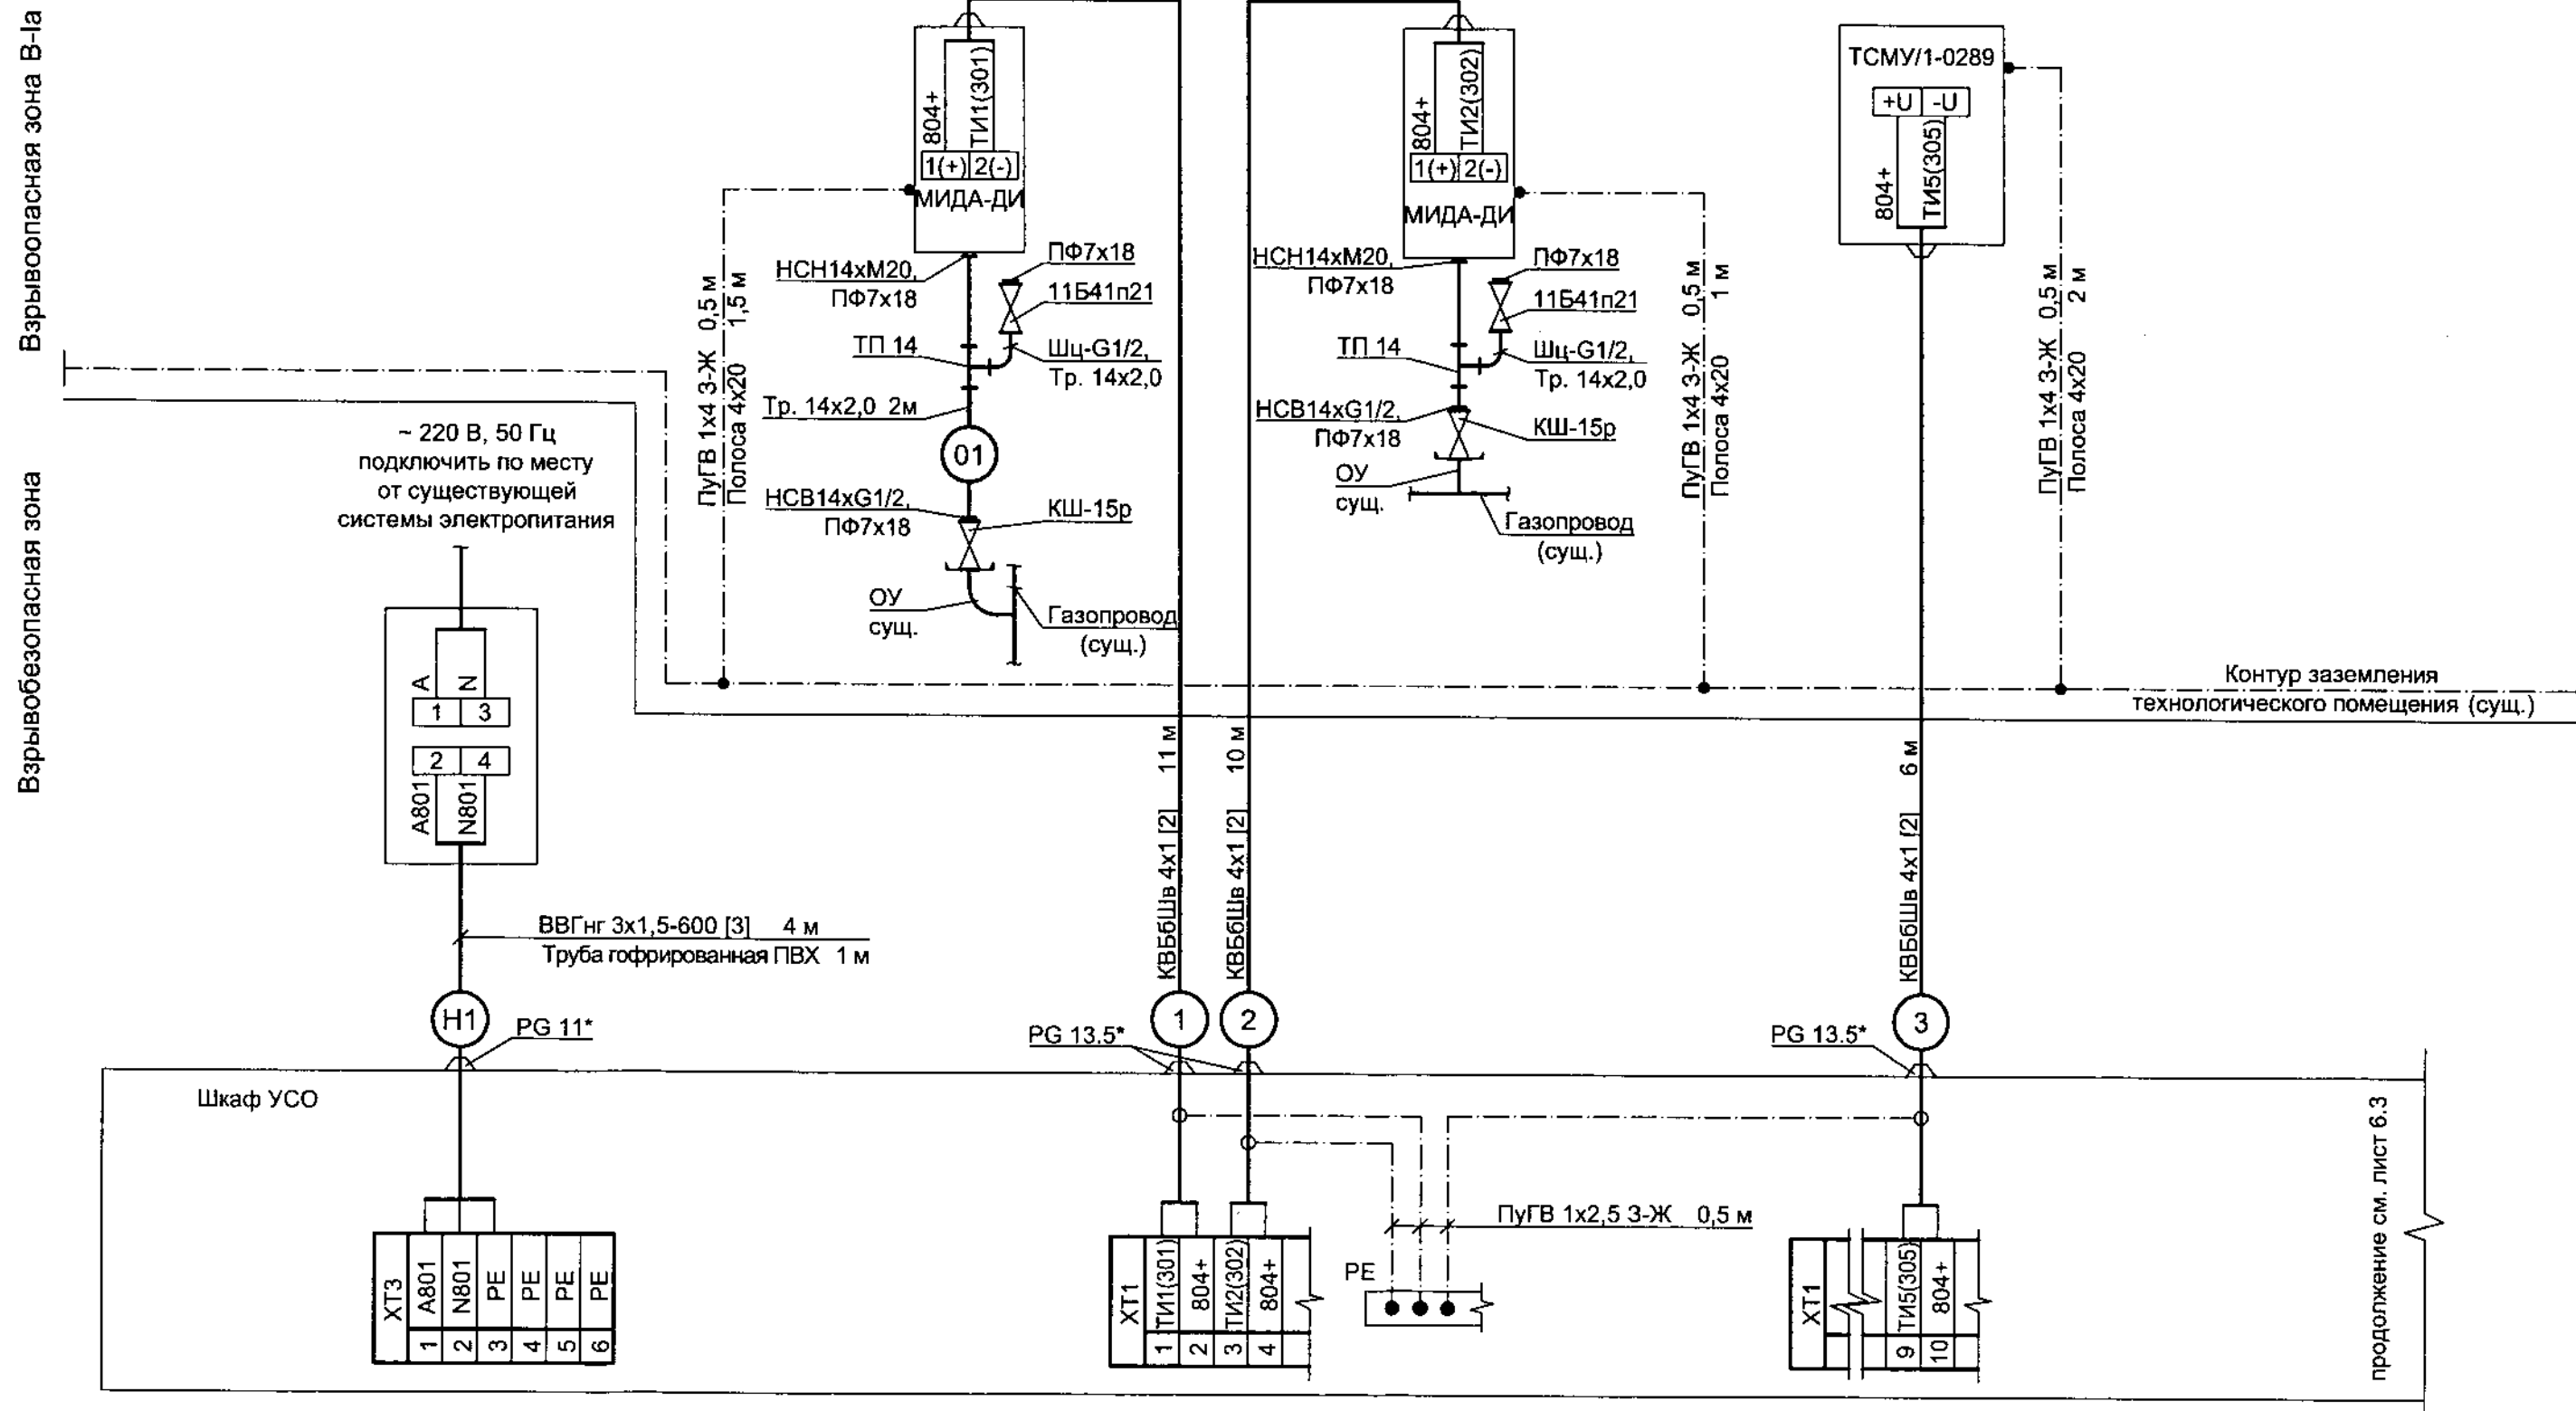 Взрывоопасная зона В-Iа
Взрывобезопасная зона
~ 220 В, 50 Гц
подключить по месту
от существующей
системы электропитания
A
N
1 3
2 4
A801
N801
ВВГнг 3х1,5-600 [3] 4 м
Труба гофрированная ПВХ 1 м
H1
PG 11*
Шкаф УСО
ХТ3
A801
N801
PE
PE
PE
PE
1
2
3
4
5
6
804+
ТИ1(301)
1(+) 2(-)
МИДА-ДИ
НСН14хМ20,
ПФ7х18
ПФ7х18
11Б41п21
ТП 14
Шц-G1/2,
Тр. 14х2,0
Тр. 14х2,0 2м
01
НСВ14хG1/2,
ПФ7х18
КШ-15р
ОУ
сущ.
Газопровод
(сущ.)
ПуГВ 1х4 З-Ж 0,5 м
Полоса 4х20 1,5 м
804+
ТИ2(302)
1(+) 2(-)
МИДА-ДИ
НСН14хМ20,
ПФ7х18
ПФ7х18
11Б41п21
ТП 14
Шц-G1/2,
Тр. 14х2,0
НСВ14хG1/2,
ПФ7х18
КШ-15р
ОУ
сущ.
Газопровод
(сущ.)
ПуГВ 1х4 З-Ж 0,5 м
Полоса 4х20 1 м
ТСМУ/1-0289
+U -U
804+
ТИ5(305)
ПуГВ 1х4 З-Ж 0,5 м
Полоса 4х20 2 м
Контур заземления
технологического помещения (сущ.)
КВБбШв 4х1 [2] 11 м
КВБбШв 4х1 [2] 10 м
КВБбШв 4х1 [2] 6 м
1
2
3
PG 13.5*
PG 13.5*
ПуГВ 1х2,5 З-Ж 0,5 м
PE
ХТ1
ТИ1(301)
804+
ТИ2(302)
804+
1
2
3
4
ХТ1
ТИ5(305)
804+
9
10
продолжение см. лист 6.3